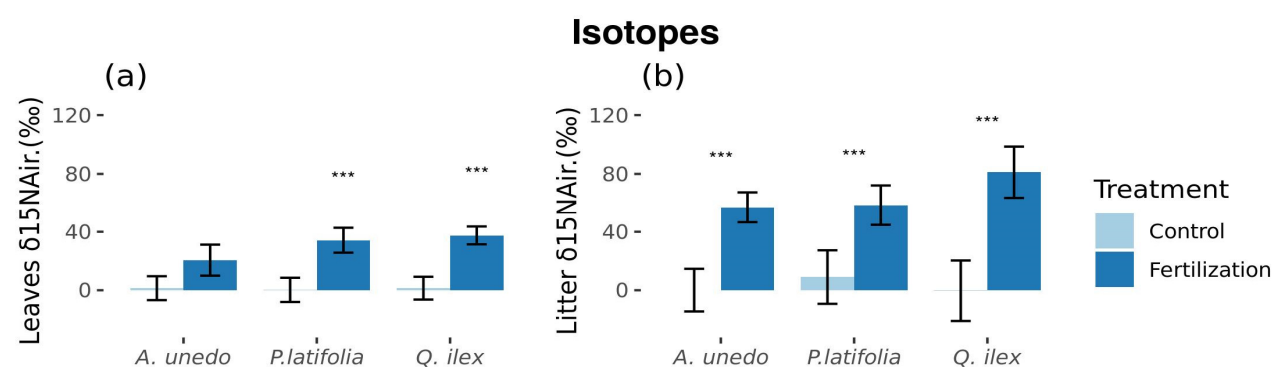 Isotopes
(a)
Leaves δ15NAir.(‰)
120
80
40
0
***
***
A. unedo
P.latifolia
Q. ilex
(b)
Litter δ15NAir.(‰)
120
80
40
0
***
***
***
A. unedo
P.latifolia
Q. ilex
Treatment
Control
Fertilization